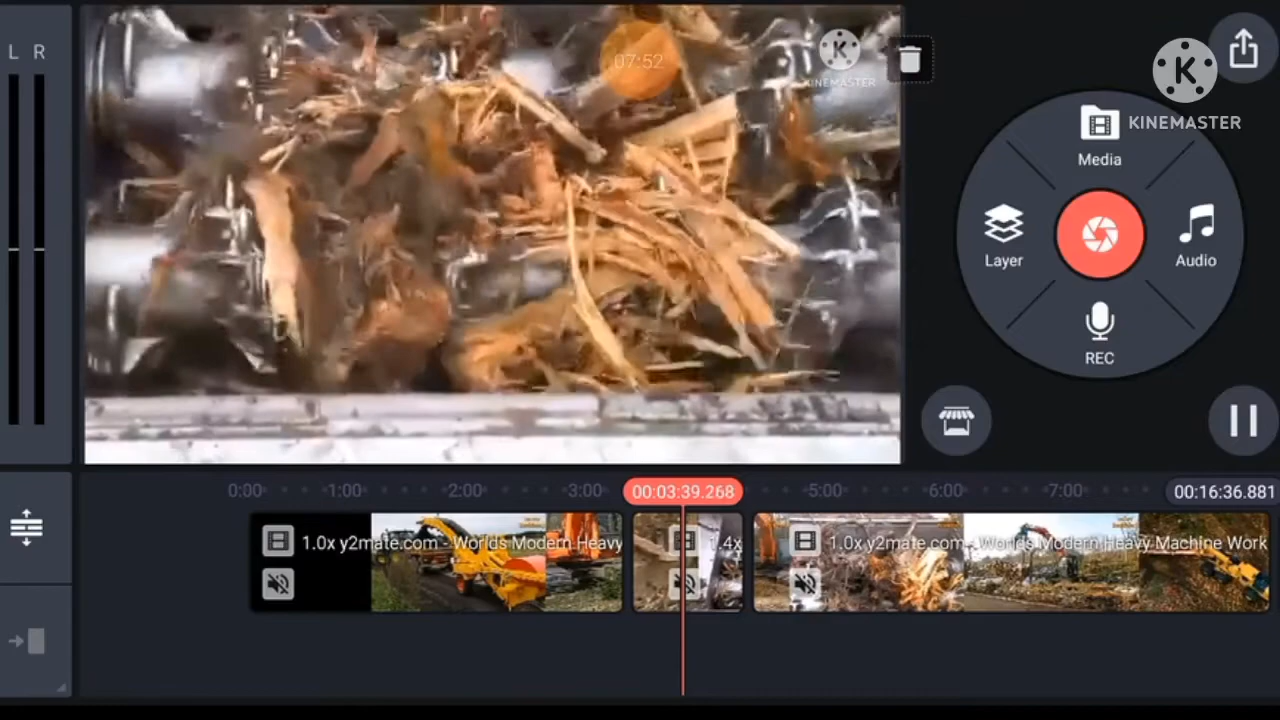 L R
07:52
KINEMASTER
KINEMASTER
Media
Layer
Audio
REC
0:00 1:00 2:00 3:00 00:03:39.268 5:00 6:00 7:00 00:16:36.881
1.0x y2mate.com - Worlds Modern Heavy
1.4x
1.0x y2mate.com - Worlds Modern Heavy Machine Work